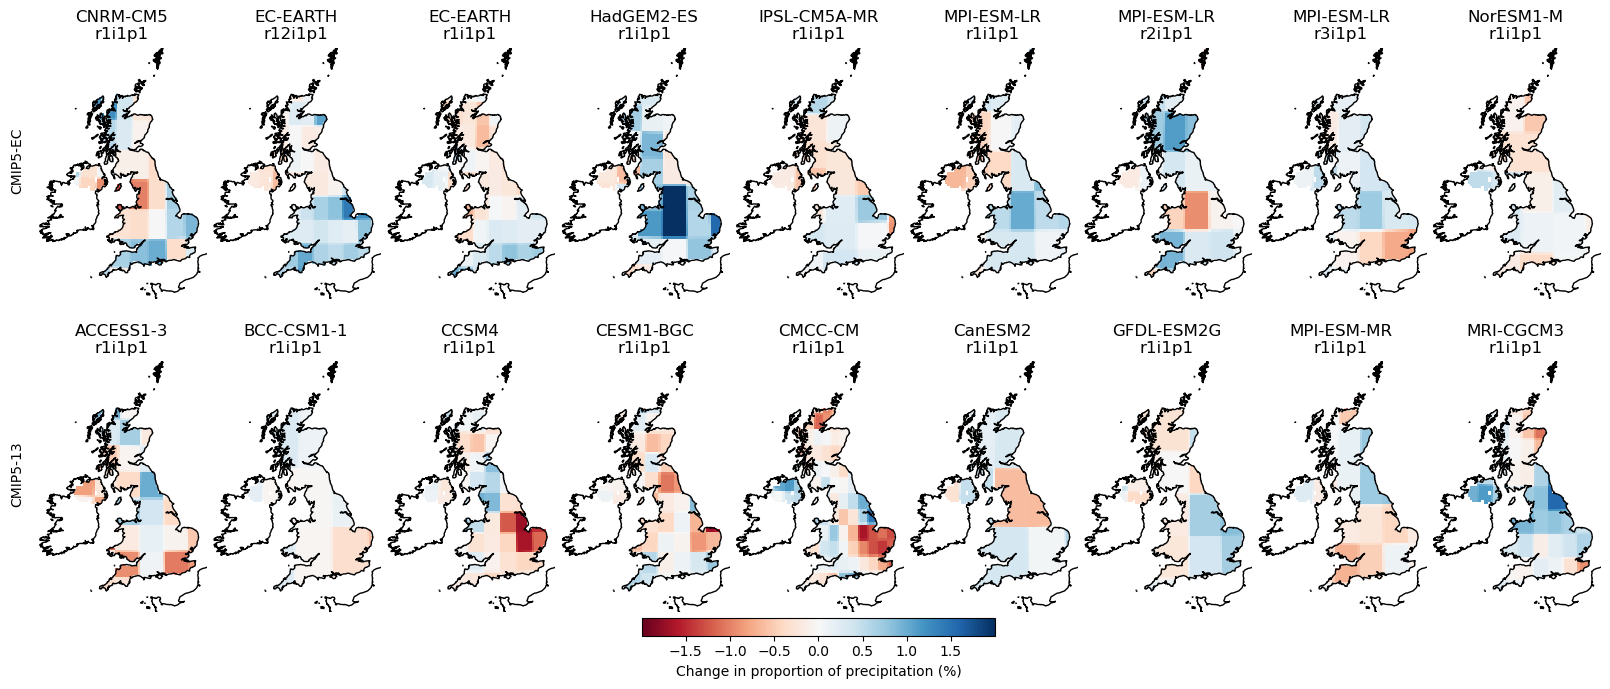 CNRM-CM5 EC-EARTH EC-EARTH HadGEM2-ES IPSL-CM5A-MR MPI-ESM-LR MPI-ESM-LR MPI-ESM-LR NorESM1-M
r1i1p1 r12i1p1 r1i1p1 r1i1p1 r1i1p1 r1i1p1 r2i1p1 r3i1p1 r1i1p1
CMIP5-EC
ACCESS1-3 BCC-CSM1-1 CCSM4 CESM1-BGC CMCC-CM CanESM2 GFDL-ESM2G MPI-ESM-MR MRI-CGCM3
r1i1p1 r1i1p1 r1i1p1 r1i1p1 r1i1p1 r1i1p1 r1i1p1 r1i1p1 r1i1p1
CMIP5-13
−1.5 −1.0 −0.5 0.0 0.5 1.0 1.5
Change in proportion of precipitation (%)